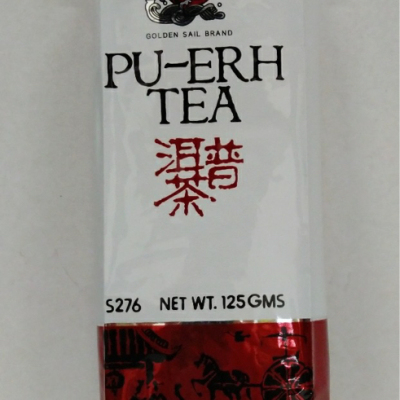 GOLDEN SAIL BRAND
PU-ERH
TEA
普洱茶
S276 NET WT. 125GMS